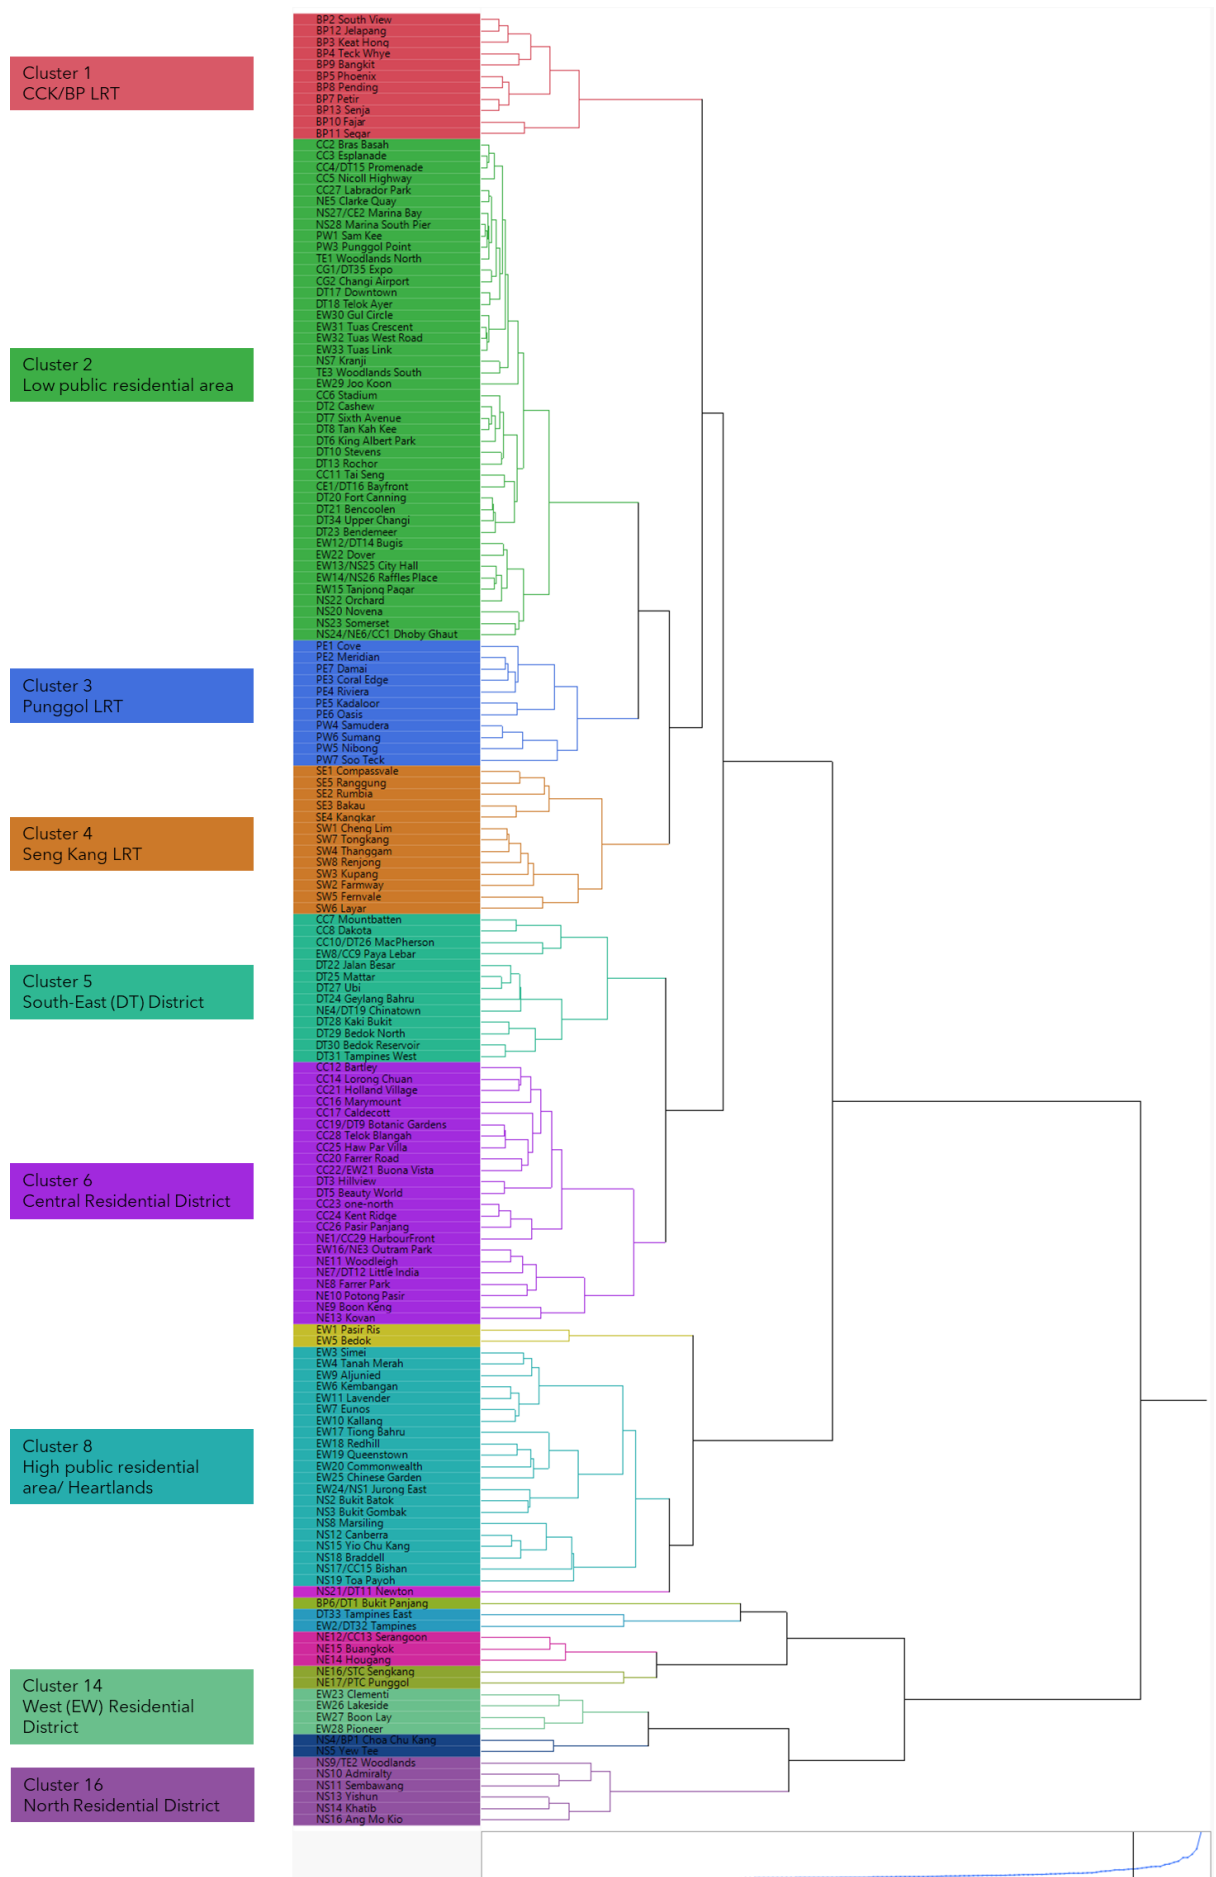 Cluster 1
CCK/BP LRT
Cluster 2
Low public residential area
Cluster 3
Punggol LRT
Cluster 4
Seng Kang LRT
Cluster 5
South-East (DT) District
Cluster 6
Central Residential District
Cluster 8
High public residential
area/ Heartlands
Cluster 14
West (EW) Residential
District
Cluster 16
North Residential District
BP2 South View
BP12 Jelapang
BP3 Keat Hong
BP4 Teck Whye
BP9 Bangkit
BP5 Phoenix
BP8 Pending
BP7 Petir
BP13 Senja
BP10 Fajar
BP11 Segar
CC2 Bras Basah
CC3 Esplanade
CC4/DT15 Promenade
CC5 Nicoll Highway
CC27 Labrador Park
NE5 Clarke Quay
NS27/CE2 Marina Bay
NS28 Marina South Pier
PW1 Sam Kee
PW3 Punggol Point
TE1 Woodlands North
CG1/DT35 Expo
CG2 Changi Airport
DT17 Downtown
DT18 Telok Ayer
EW30 Gul Circle
EW31 Tuas Crescent
EW32 Tuas West Road
EW33 Tuas Link
NS7 Kranji
TE3 Woodlands South
EW29 Joo Koon
CC6 Stadium
DT2 Cashew
DT7 Sixth Avenue
DT8 Tan Kah Kee
DT6 King Albert Park
DT10 Stevens
DT13 Rochor
CC11 Tai Seng
CE1/DT16 Bayfront
DT20 Fort Canning
DT21 Bencoolen
DT34 Upper Changi
DT23 Bendemeer
EW12/DT14 Bugis
EW22 Dover
EW13/NS25 City Hall
EW14/NS26 Raffles Place
EW15 Tanjong Pagar
NS22 Orchard
NS20 Novena
NS23 Somerset
NS24/NE6/CC1 Dhoby Ghaut
PE1 Cove
PE2 Meridian
PE7 Damai
PE3 Coral Edge
PE4 Riviera
PE5 Kadaloor
PE6 Oasis
PW4 Samudera
PW6 Sumang
PW5 Nibong
PW7 Soo Teck
SE1 Compassvale
SE5 Ranggung
SE2 Rumbia
SE3 Bakau
SE4 Kangkar
SW1 Cheng Lim
SW7 Tongkang
SW4 Thanggam
SW8 Renjong
SW3 Kupang
SW2 Farmway
SW5 Fernvale
SW6 Layar
CC7 Mountbatten
CC8 Dakota
CC10/DT26 MacPherson
EW8/CC9 Paya Lebar
DT22 Jalan Besar
DT25 Mattar
DT27 Ubi
DT24 Geylang Bahru
NE4/DT19 Chinatown
DT28 Kaki Bukit
DT29 Bedok North
DT30 Bedok Reservoir
DT31 Tampines West
CC12 Bartley
CC14 Lorong Chuan
CC21 Holland Village
CC16 Marymount
CC17 Caldecott
CC19/DT9 Botanic Gardens
CC28 Telok Blangah
CC25 Haw Par Villa
CC20 Farrer Road
CC22/EW21 Buona Vista
DT3 Hillview
DT5 Beauty World
CC23 one-north
CC24 Kent Ridge
CC26 Pasir Panjang
NE1/CC29 HarbourFront
EW16/NE3 Outram Park
NE11 Woodleigh
NE7/DT12 Little India
NE8 Farrer Park
NE10 Potong Pasir
NE9 Boon Keng
NE13 Kovan
EW1 Pasir Ris
EW5 Bedok
EW3 Simei
EW4 Tanah Merah
EW9 Aljunied
EW6 Kembangan
EW11 Lavender
EW7 Eunos
EW10 Kallang
EW17 Tiong Bahru
EW18 Redhill
EW19 Queenstown
EW20 Commonwealth
EW25 Chinese Garden
EW24/NS1 Jurong East
NS2 Bukit Batok
NS3 Bukit Gombak
NS8 Marsiling
NS12 Canberra
NS15 Yio Chu Kang
NS18 Braddell
NS17/CC15 Bishan
NS19 Toa Payoh
NS21/DT11 Newton
BP6/DT1 Bukit Panjang
DT33 Tampines East
EW2/DT32 Tampines
NE12/CC13 Serangoon
NE15 Buangkok
NE14 Hougang
NE16/STC Sengkang
NE17/PTC Punggol
EW23 Clementi
EW26 Lakeside
EW27 Boon Lay
EW28 Pioneer
NS4/BP1 Choa Chu Kang
NS5 Yew Tee
NS9/TE2 Woodlands
NS10 Admiralty
NS11 Sembawang
NS13 Yishun
NS14 Khatib
NS16 Ang Mo Kio